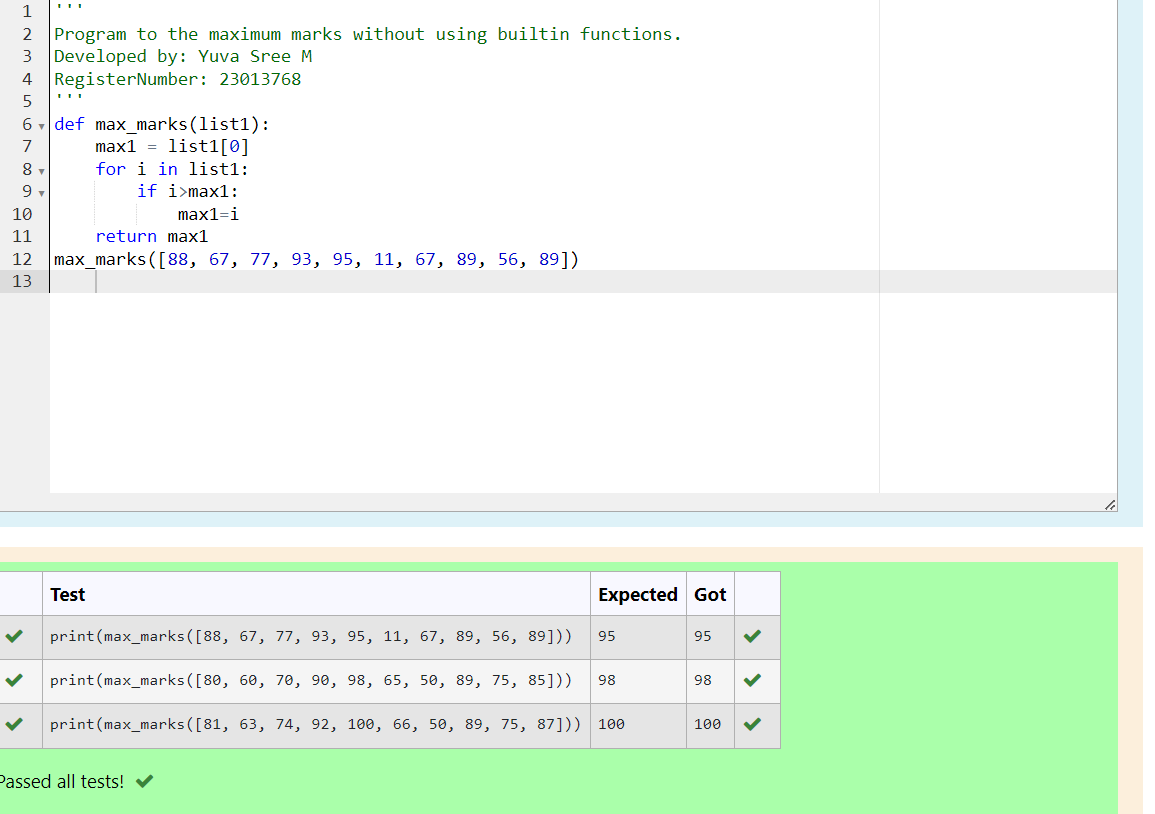 1 '''
2 Program to the maximum marks without using builtin functions.
3 Developed by: Yuva Sree M
4 RegisterNumber: 23013768
5 '''
6 def max_marks(list1):
7     max1 = list1[0]
8     for i in list1:
9         if i>max1:
10             max1=i
11     return max1
12 max_marks([88, 67, 77, 93, 95, 11, 67, 89, 56, 89])
13
Test Expected Got
print(max_marks([88, 67, 77, 93, 95, 11, 67, 89, 56, 89])) 95 95
print(max_marks([80, 60, 70, 90, 98, 65, 50, 89, 75, 85])) 98 98
print(max_marks([81, 63, 74, 92, 100, 66, 50, 89, 75, 87])) 100 100
Passed all tests!